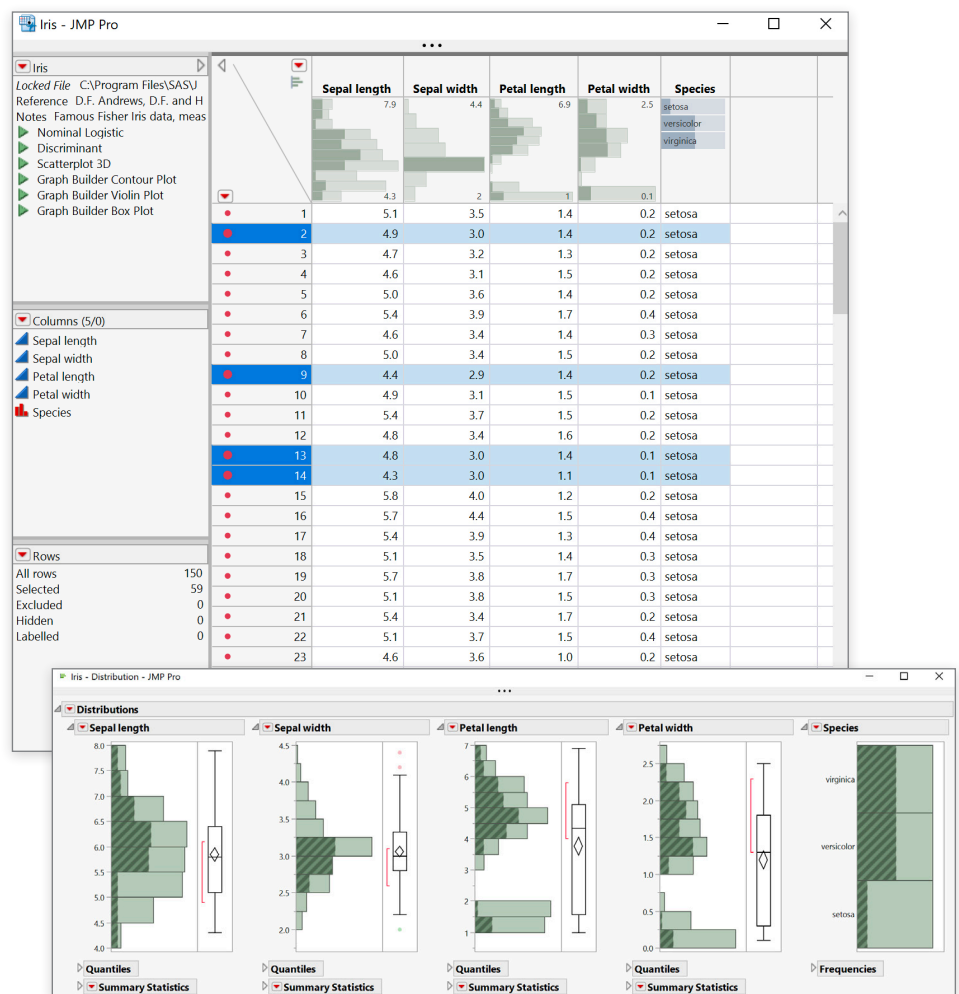 Iris - JMP Pro
Iris
Locked File C:\Program Files\SAS\J
Reference D.F. Andrews, D.F. and H
Notes Famous Fisher Iris data, meas
Nominal Logistic
Discriminant
Scatterplot 3D
Graph Builder Contour Plot
Graph Builder Violin Plot
Graph Builder Box Plot
Columns (5/0)
Sepal length
Sepal width
Petal length
Petal width
Species
Rows
All rows 150
Selected 59
Excluded 0
Hidden 0
Labelled 0
Sepal length Sepal width Petal length Petal width Species
7.9 4.4 6.9 2.5 setosa
versicolor
virginica
4.3 2 1 0.1
1 5.1 3.5 1.4 0.2 setosa
2 4.9 3.0 1.4 0.2 setosa
3 4.7 3.2 1.3 0.2 setosa
4 4.6 3.1 1.5 0.2 setosa
5 5.0 3.6 1.4 0.2 setosa
6 5.4 3.9 1.7 0.4 setosa
7 4.6 3.4 1.4 0.3 setosa
8 5.0 3.4 1.5 0.2 setosa
9 4.4 2.9 1.4 0.2 setosa
10 4.9 3.1 1.5 0.1 setosa
11 5.4 3.7 1.5 0.2 setosa
12 4.8 3.4 1.6 0.2 setosa
13 4.8 3.0 1.4 0.1 setosa
14 4.3 3.0 1.1 0.1 setosa
15 5.8 4.0 1.2 0.2 setosa
16 5.7 4.4 1.5 0.4 setosa
17 5.4 3.9 1.3 0.4 setosa
18 5.1 3.5 1.4 0.3 setosa
19 5.7 3.8 1.7 0.3 setosa
20 5.1 3.8 1.5 0.3 setosa
21 5.4 3.4 1.7 0.2 setosa
22 5.1 3.7 1.5 0.4 setosa
23 4.6 3.6 1.0 0.2 setosa
Iris - Distribution - JMP Pro
Distributions
Sepal length
8.0
7.5
7.0
6.5
6.0
5.5
5.0
4.5
4.0
Quantiles
Summary Statistics
Sepal width
4.5
4.0
3.5
3.0
2.5
2.0
Quantiles
Summary Statistics
Petal length
7
6
5
4
3
2
1
Quantiles
Summary Statistics
Petal width
2.5
2.0
1.5
1.0
0.5
0.0
Quantiles
Summary Statistics
Species
virginica
versicolor
setosa
Frequencies